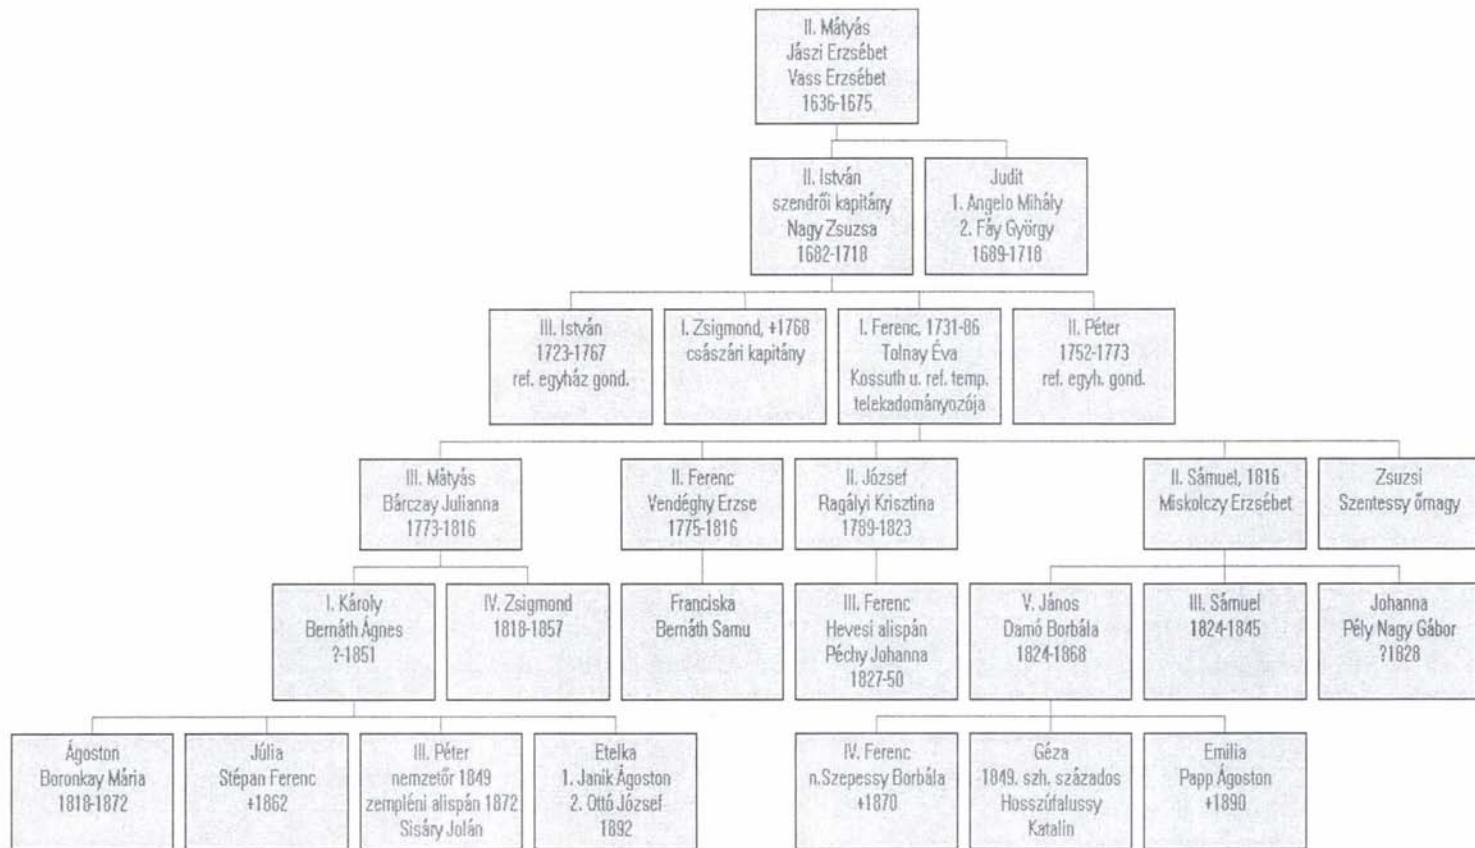 II. Mátyás
Jászi Erzsébet
Vass Erzsébet
1636-1675
II. István
szendrői kapitány
Nagy Zsuzsa
1682-1718
Judit
1. Angelo Mihály
2. Fáy György
1689-1718
III. István
1723-1767
ref. egyház gond.
I. Zsigmond, +1768
császári kapitány
I. Ferenc, 1731-86
Tolnay Éva
Kossuth u. ref. temp.
telekadományozója
II. Péter
1752-1773
ref. egyh. gond.
III. Mátyás
Bárczay Julianna
1773-1816
II. Ferenc
Vendéghy Erzse
1775-1816
II. József
Ragályi Krisztina
1789-1823
II. Sámuel, 1816
Miskolczy Erzsébet
Zsuzsi
Szentessy őrnagy
I. Károly
Bernáth Ágnes
?-1851
IV. Zsigmond
1818-1857
Franciska
Bernáth Samu
III. Ferenc
Hevesi alispán
Péchy Johanna
1827-50
V. János
Damó Borbála
1824-1868
III. Sámuel
1824-1845
Johanna
Pély Nagy Gábor
?1828
Ágoston
Boronkay Mária
1818-1872
Júlia
Stépan Ferenc
+1862
III. Péter
nemzetőr 1849
zempléni alispán 1872
Sisáry Jolán
Etelka
1. Janik Ágoston
2. Ottó József
1892
IV. Ferenc
n.Szepessy Borbála
+1870
Géza
-1849. szh. százados
Hosszúfalussy
Katalin
Emilia
Papp Ágoston
+1890